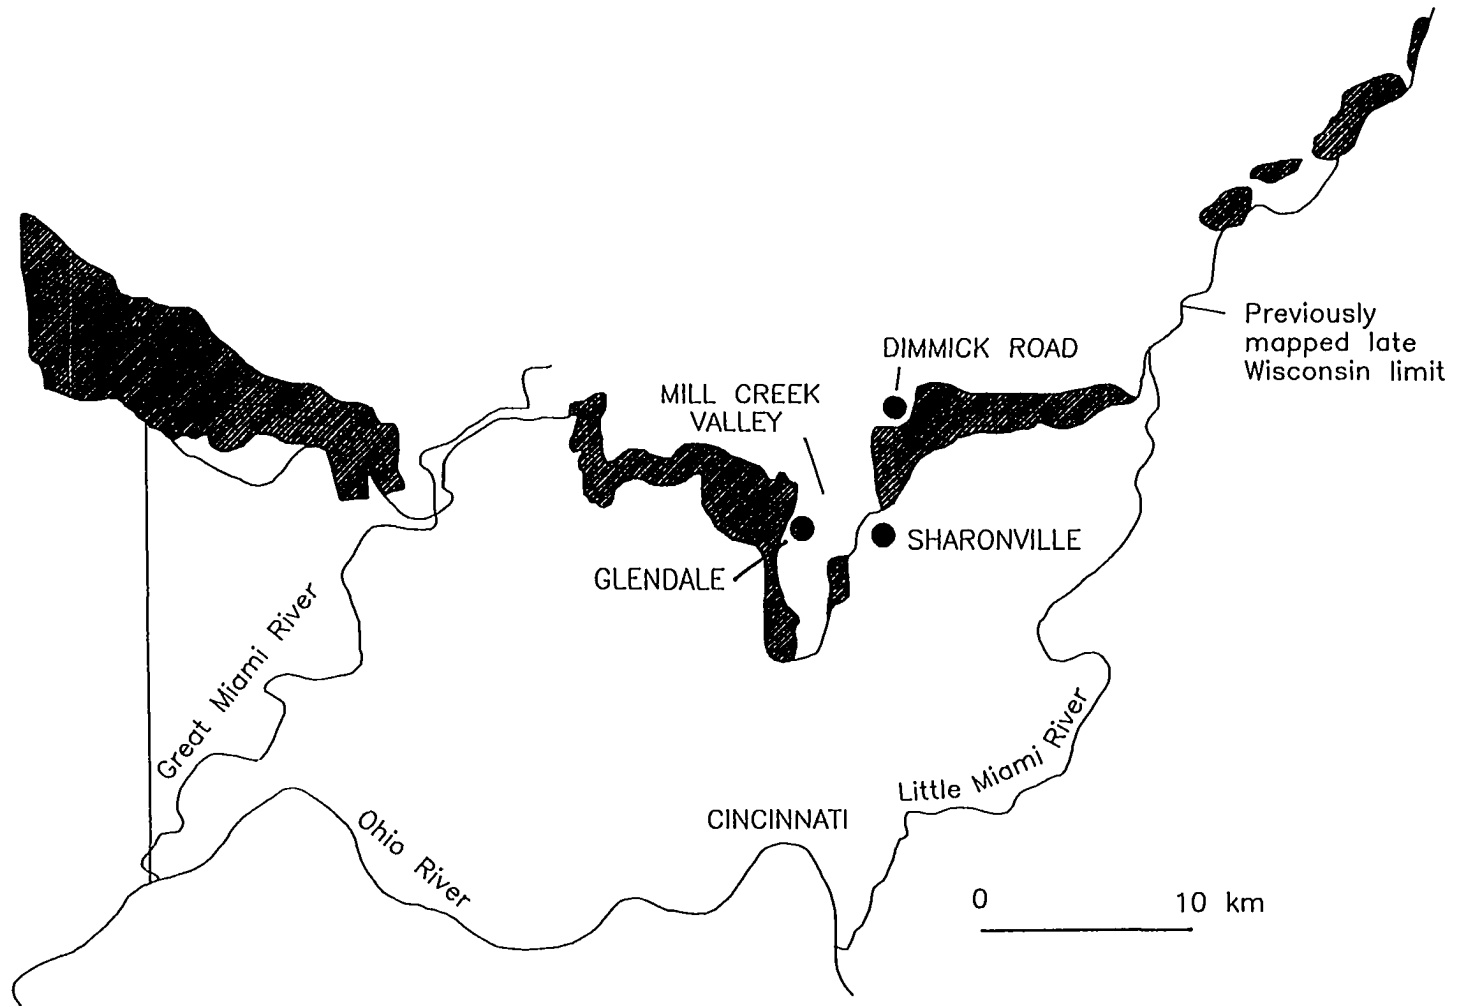 Previously
mapped late
Wisconsin limit
DIMMICK ROAD
MILL CREEK
VALLEY
SHARONVILLE
GLENDALE
Great Miami River
Little Miami River
Ohio River
CINCINNATI
0 10 km